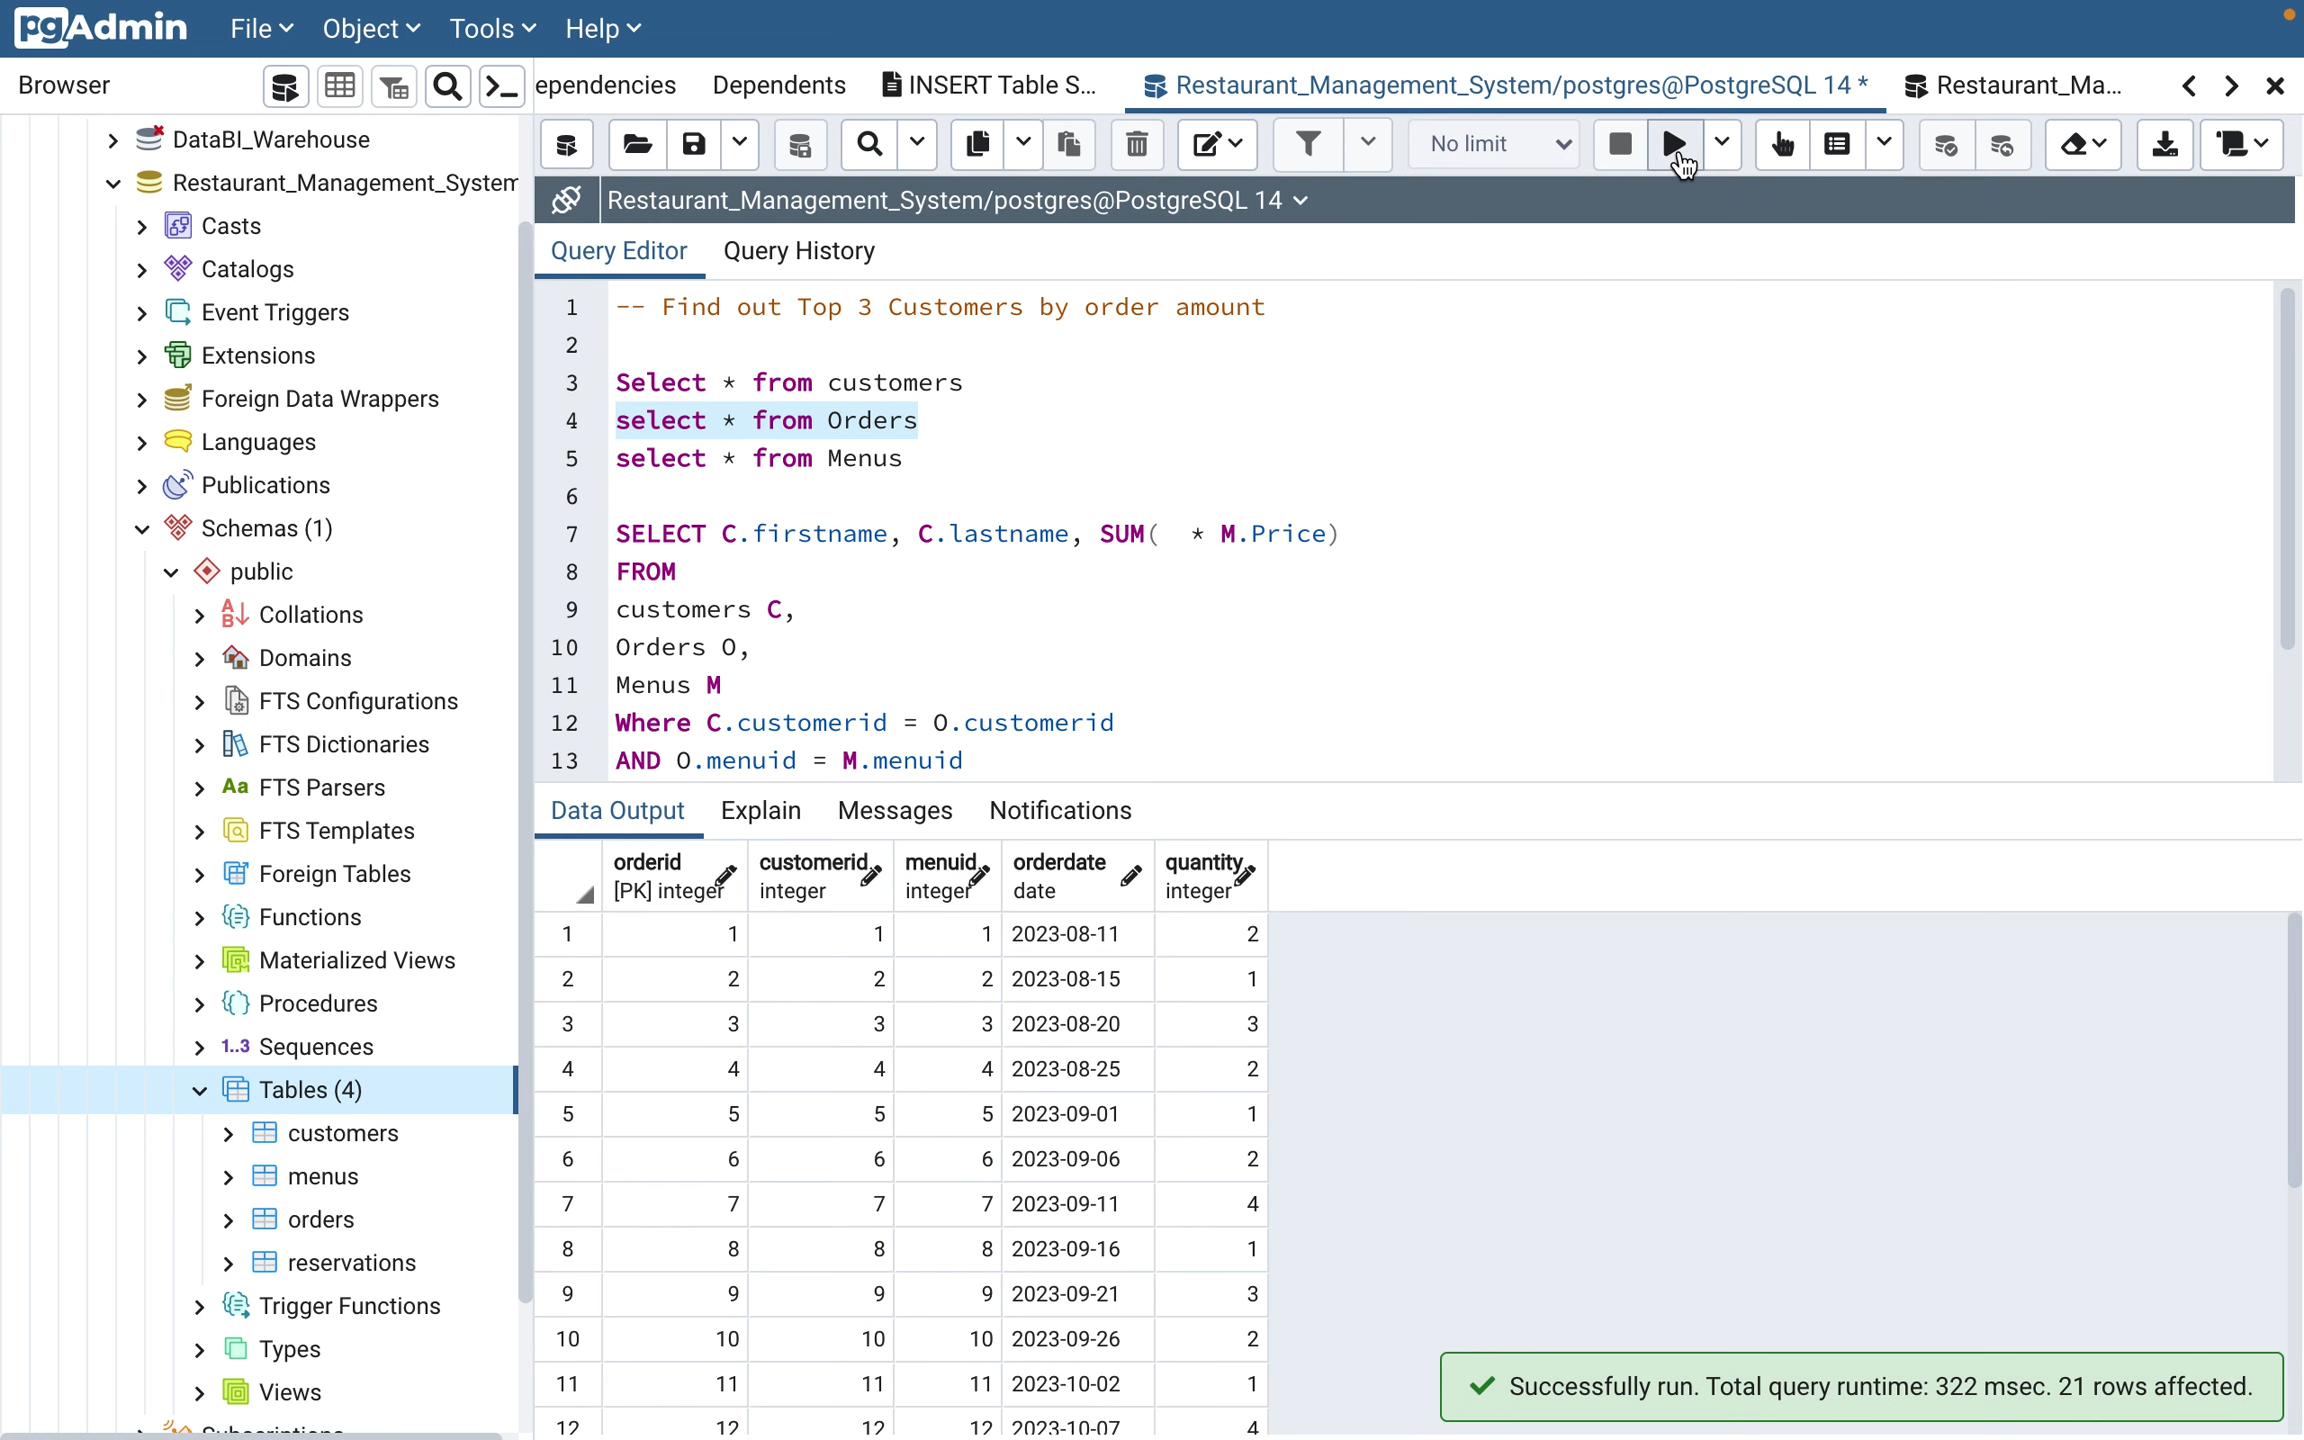 pgAdmin File Object Tools Help
Browser
ependencies Dependents INSERT Table S... Restaurant_Management_System/postgres@PostgreSQL 14 * Restaurant_Ma...
No limit
Restaurant_Management_System/postgres@PostgreSQL 14
Query Editor Query History
DataBI_Warehouse
Restaurant_Management_System
Casts
Catalogs
Event Triggers
Extensions
Foreign Data Wrappers
Languages
Publications
Schemas (1)
public
Collations
Domains
FTS Configurations
FTS Dictionaries
Aa FTS Parsers
FTS Templates
Foreign Tables
Functions
Materialized Views
Procedures
1..3 Sequences
Tables (4)
customers
menus
orders
reservations
Trigger Functions
Types
Views
1 -- Find out Top 3 Customers by order amount
2
3 Select * from customers
4 select * from Orders
5 select * from Menus
6
7 SELECT C.firstname, C.lastname, SUM(  * M.Price)
8 FROM
9 customers C,
10 Orders O,
11 Menus M
12 Where C.customerid = O.customerid
13 AND O.menuid = M.menuid
Data Output Explain Messages Notifications
orderid customerid menuid orderdate quantity
[PK] integer integer integer date integer
1 1 1 1 2023-08-11 2
2 2 2 2 2023-08-15 1
3 3 3 3 2023-08-20 3
4 4 4 4 2023-08-25 2
5 5 5 5 2023-09-01 1
6 6 6 6 2023-09-06 2
7 7 7 7 2023-09-11 4
8 8 8 8 2023-09-16 1
9 9 9 9 2023-09-21 3
10 10 10 10 2023-09-26 2
11 11 11 11 2023-10-02 1
12 12 12 12 2023-10-07 4
Successfully run. Total query runtime: 322 msec. 21 rows affected.